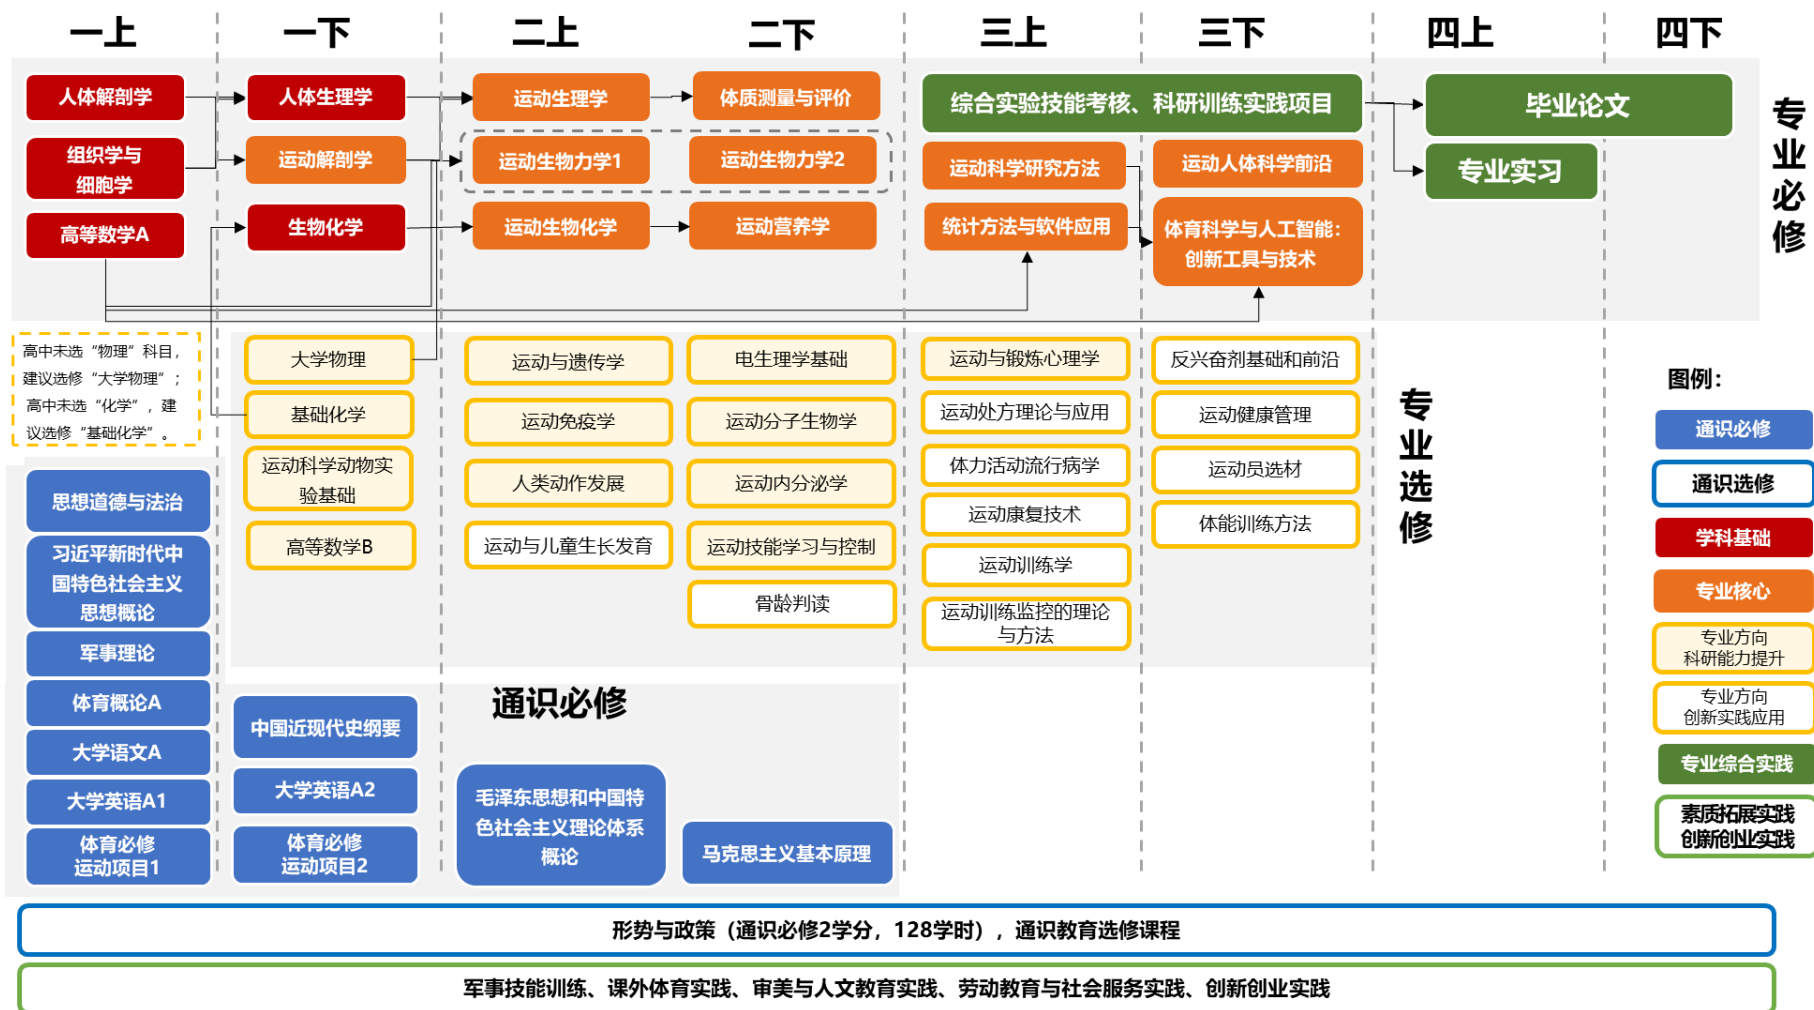 一上
一下
二上
二下
三上
三下
四上
四下
人体解剖学
人体生理学
运动生理学
体质测量与评价
综合实验技能考核、科研训练实践项目
毕业论文
组织学与
细胞学
运动解剖学
运动生物力学1
运动生物力学2
运动科学研究方法
运动人体科学前沿
专业实习
高等数学A
生物化学
运动生物化学
运动营养学
统计方法与软件应用
体育科学与人工智能：
创新工具与技术
专业必修
高中未选“物理”科目，
建议选修“大学物理”；
高中未选“化学”，建
议选修“基础化学”。
大学物理
基础化学
运动科学动物实
验基础
高等数学B
运动与遗传学
运动免疫学
人类动作发展
运动与儿童生长发育
电生理学基础
运动分子生物学
运动内分泌学
运动技能学习与控制
骨龄判读
运动与锻炼心理学
运动处方理论与应用
体力活动流行病学
运动康复技术
运动训练学
运动训练监控的理论
与方法
反兴奋剂基础和前沿
运动健康管理
运动员选材
体能训练方法
专业选修
图例：
通识必修
通识选修
学科基础
专业核心
专业方向
科研能力提升
专业方向
创新实践应用
专业综合实践
素质拓展实践
创新创业实践
思想道德与法治
习近平新时代中
国特色社会主义
思想概论
军事理论
体育概论A
大学语文A
大学英语A1
体育必修
运动项目1
通识必修
中国近现代史纲要
大学英语A2
体育必修
运动项目2
毛泽东思想和中国特
色社会主义理论体系
概论
马克思主义基本原理
形势与政策（通识必修2学分，128学时），通识教育选修课程
军事技能训练、课外体育实践、审美与人文教育实践、劳动教育与社会服务实践、创新创业实践